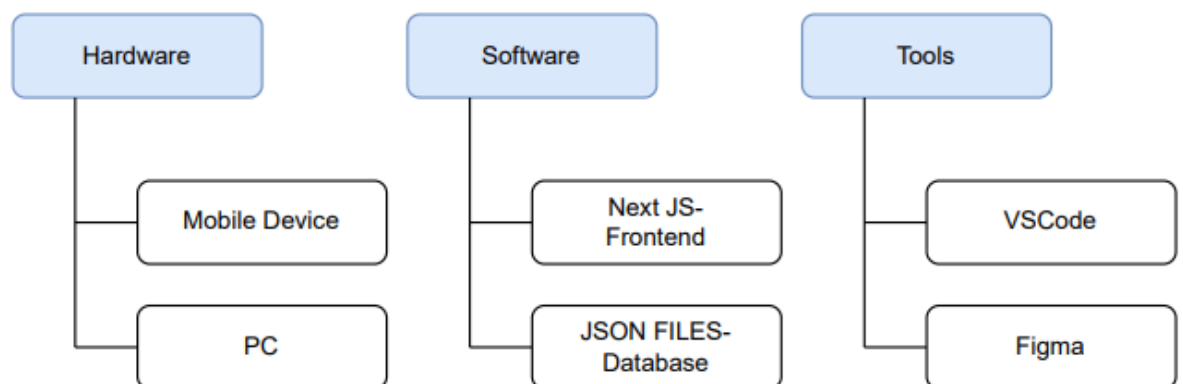 Hardware
Software
Tools
Mobile Device
Next JS-
Frontend
VSCode
PC
JSON FILES-
Database
Figma